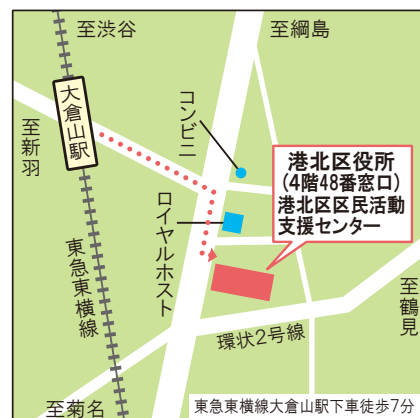 至渋谷
至綱島
大倉山駅
コンビニ
至新羽
港北区役所
(4階48番窓口)
港北区区民活動
支援センター
ロイヤルホスト
東急東横線
至鶴見
環状2号線
至菊名
東急東横線大倉山駅下車徒歩7分